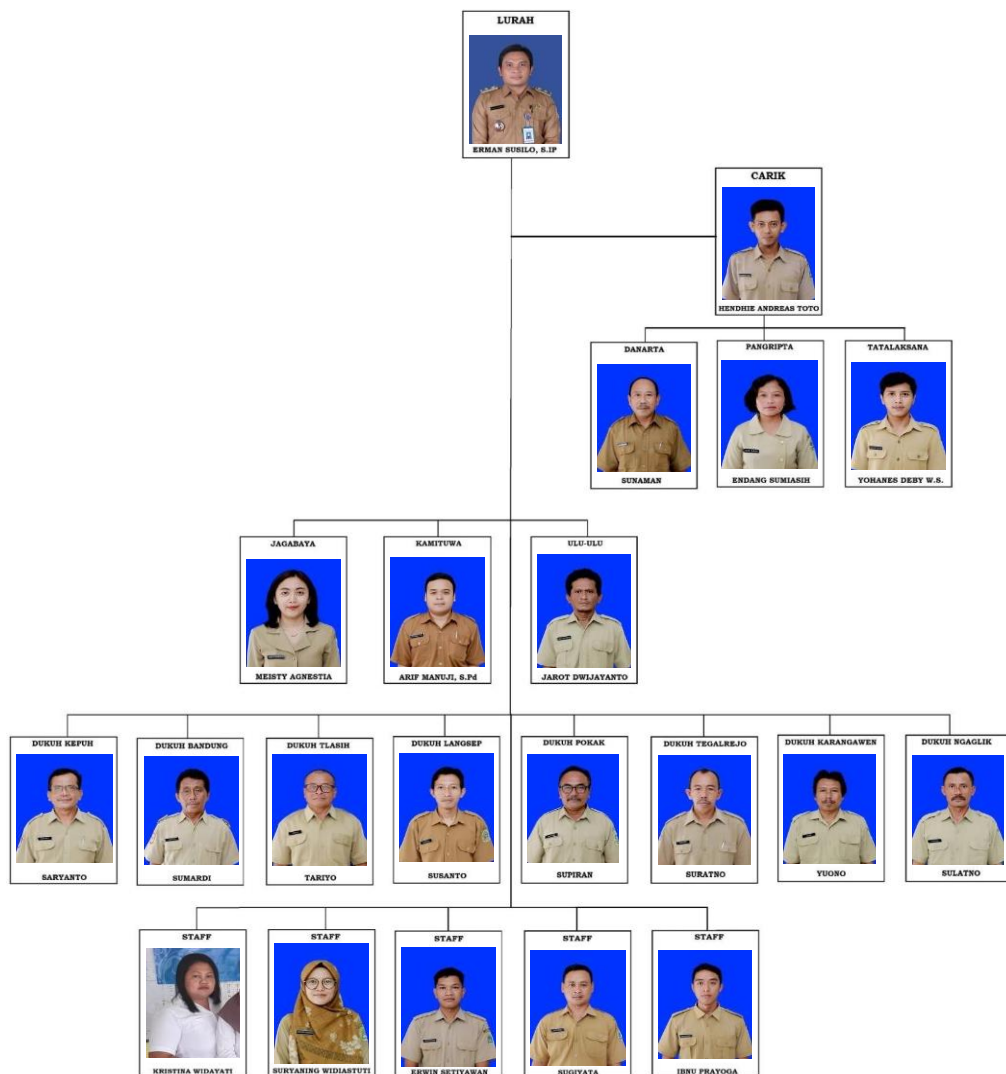 LURAH
ERMAN SUSILO, S.IP
CARIK
HENDHIE ANDREAS TOTO
DANARTA
SUNAMAN
PANGRIPTA
ENDANG SUMIASIH
TATALAKSANA
YOHANES DEBY W.S.
JAGABAYA
MEISTY AGNESTIA
KAMITUWA
ARIF MANUJI, S.Pd
ULU-ULU
JAROT DWIJAYANTO
DUKUH KEPUH
SARYANTO
DUKUH BANDUNG
SUMARDI
DUKUH TLASIH
TARIYO
DUKUH LANGSEP
SUSANTO
DUKUH POKAK
SUPIRAN
DUKUH TEGALREJO
SURATNO
DUKUH KARANGAWEN
YUONO
DUKUH NGAGLIK
SULATNO
STAFF
KRISTINA WIDAYATI
STAFF
SURYANING WIDIASTUTI
STAFF
ERWIN SETIYAWAN
STAFF
SUGIYATA
STAFF
IBNU PRAYOGA